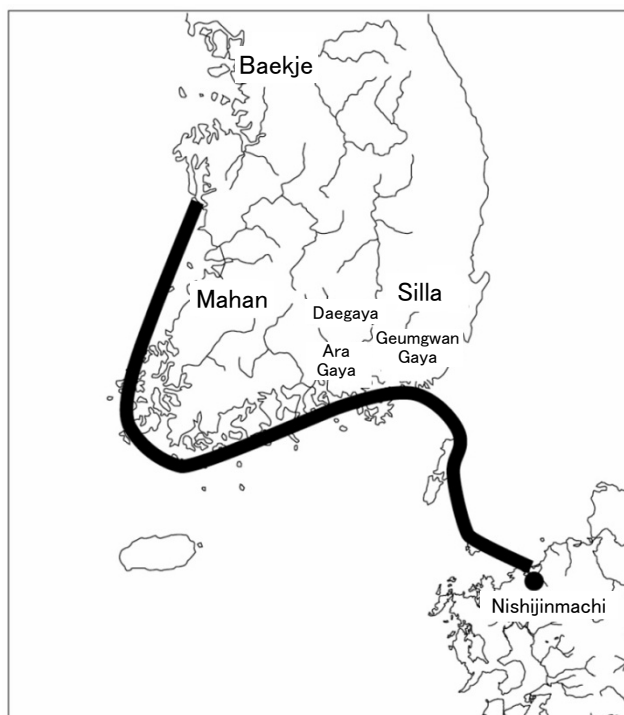 Baekje
Mahan
Silla
Daegaya
Ara
Gaya
Geumgwan
Gaya
Nishijinmachi